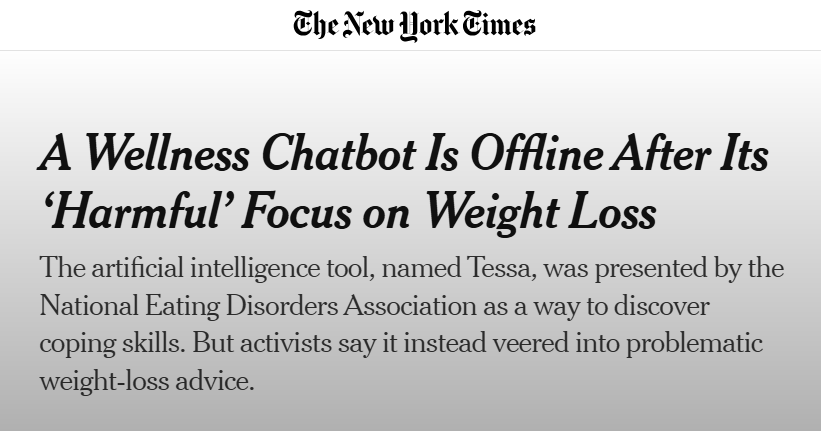 The New York Times
A Wellness Chatbot Is Offline After Its
‘Harmful’ Focus on Weight Loss
The artificial intelligence tool, named Tessa, was presented by the
National Eating Disorders Association as a way to discover
coping skills. But activists say it instead veered into problematic
weight-loss advice.